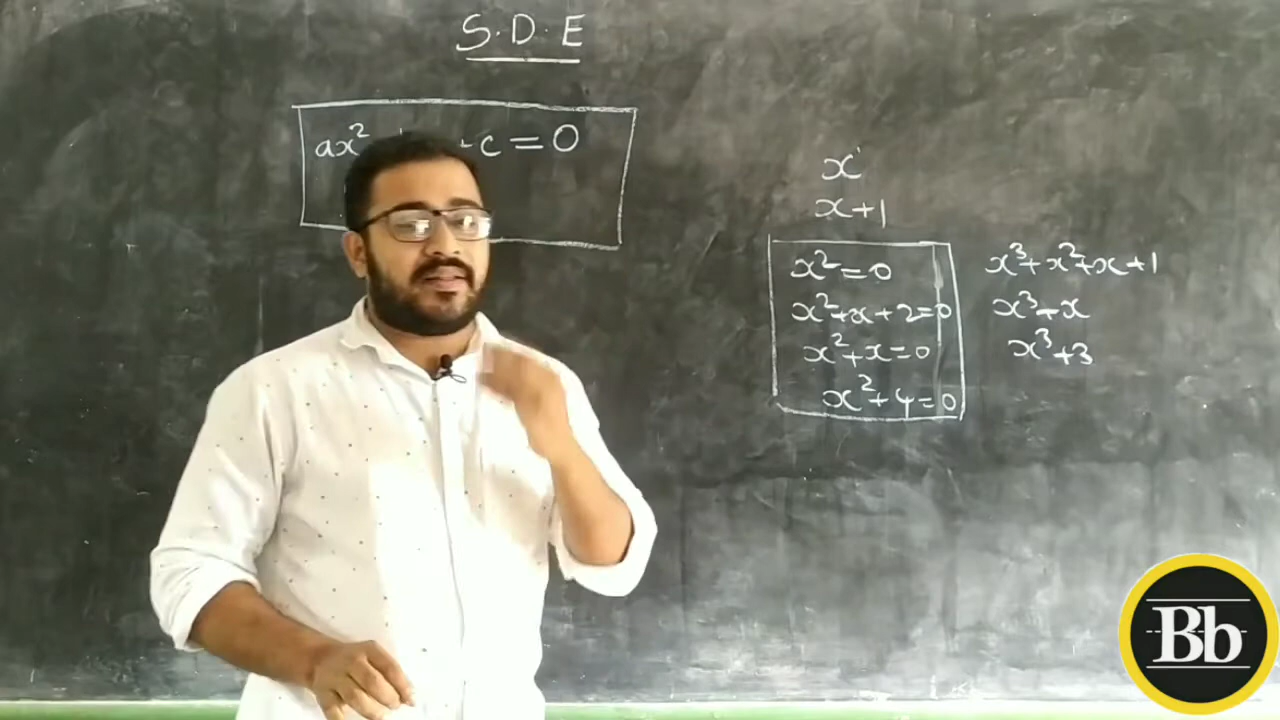 S.D.E
ax² + c = 0
x
x+1
x² = 0
x²+x+2=0
x²+x=0
x²+4=0
x³+x²+x+1
x³+x
x³+3
Bb